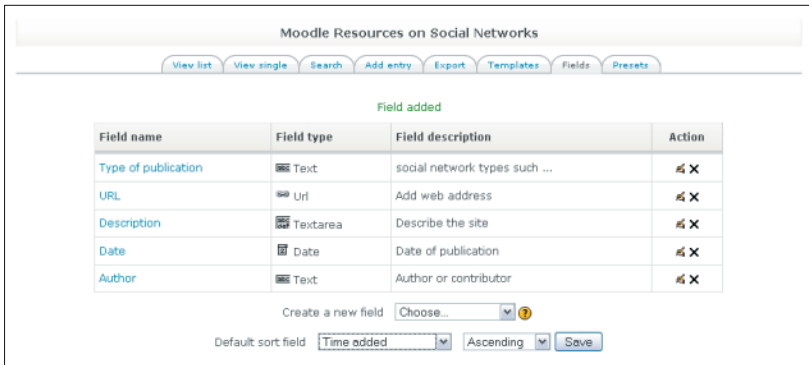 Moodle Resources on Social Networks
View list View single Search Add entry Export Templates Fields Presets
Field added
Field name Field type Field description Action
Type of publication Text social network types such ...
URL Url Add web address
Description Textarea Describe the site
Date Date Date of publication
Author Text Author or contributor
Create a new field Choose... ?
Default sort field Time added Ascending Save